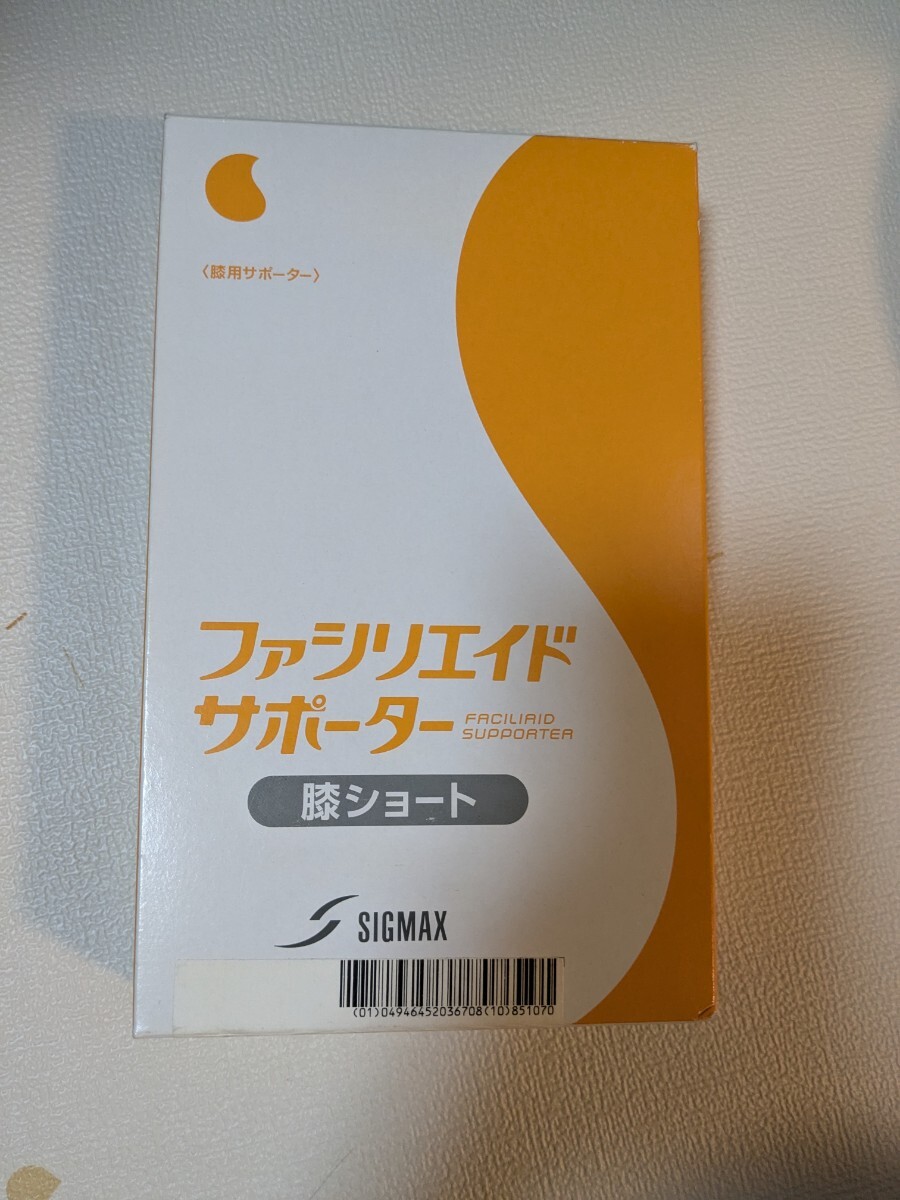 〈膝用サポーター〉
ファシリエイド
サポーター
FACILIAID
SUPPORTER
膝ショート
SIGMAX
(01)04946452036708(10)851070